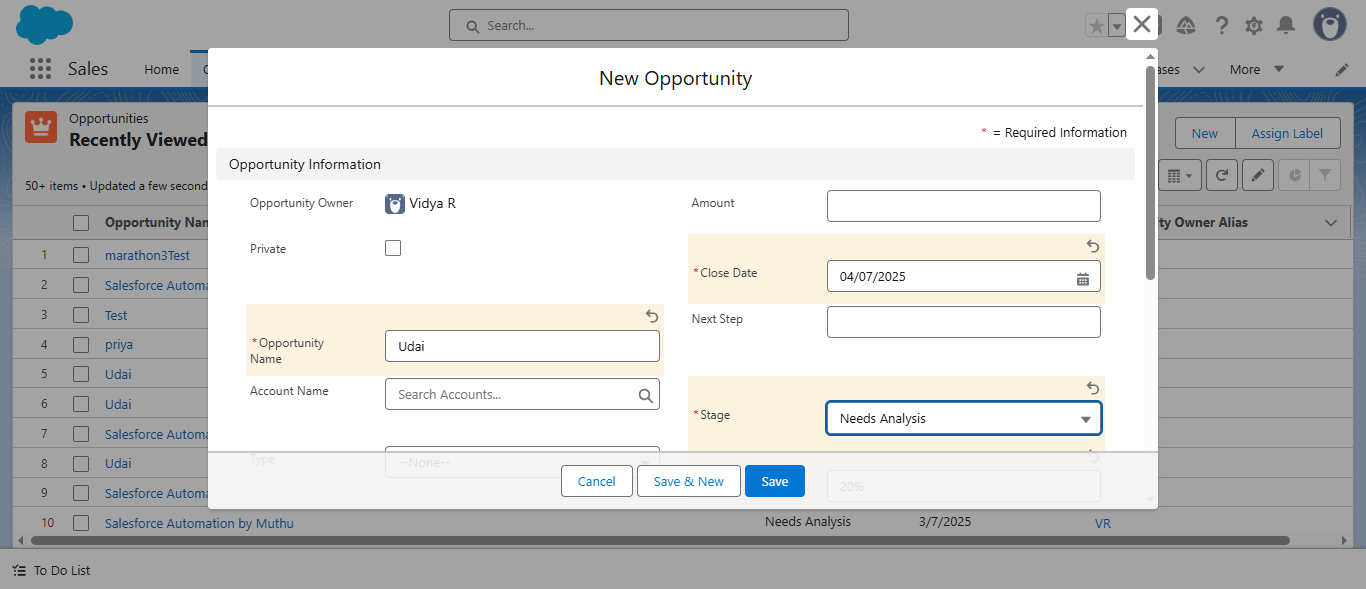 Search...
Sales
Home
ases
More
New Opportunity
Opportunities
Recently Viewed
* = Required Information
New
Assign Label
Opportunity Information
50+ items • Updated a few second
Opportunity Owner
Vidya R
Amount
Opportunity Nam
ty Owner Alias
Private
1 marathon3Test
*Close Date
04/07/2025
2 Salesforce Automa
3 Test
Next Step
*Opportunity Name
Udai
4 priya
5 Udai
Account Name
Search Accounts...
6 Udai
*Stage
Needs Analysis
7 Salesforce Automa
Type
--None--
8 Udai
Cancel
Save & New
Save
20%
9 Salesforce Automa
10 Salesforce Automation by Muthu
Needs Analysis
3/7/2025
VR
To Do List